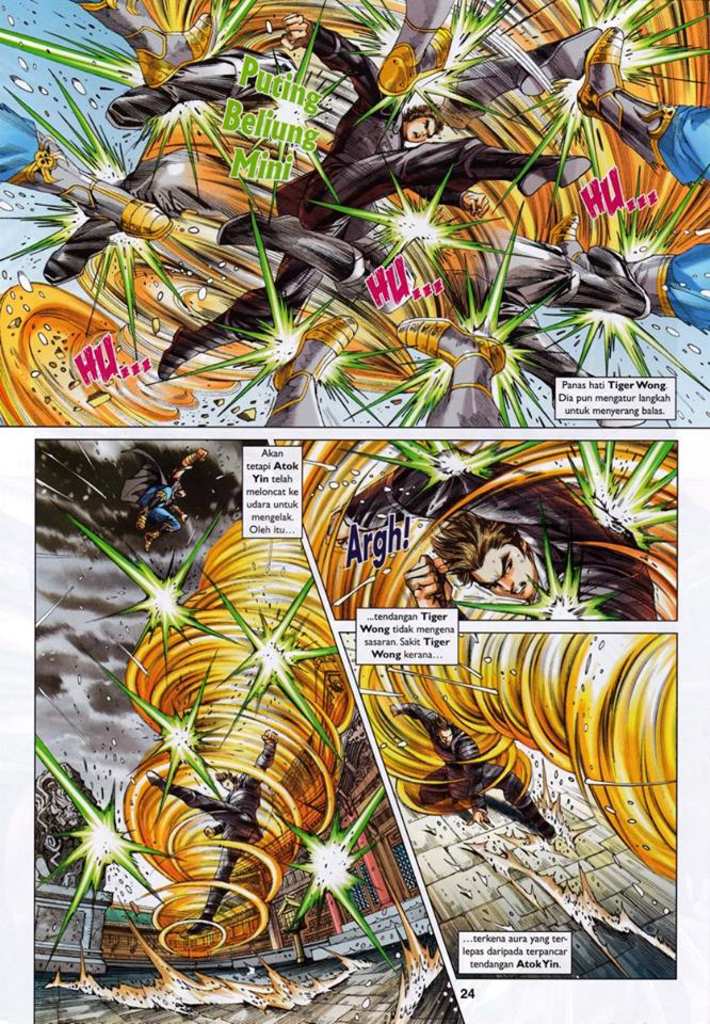 Puting
Beliung
Mini
HU...
HU...
HU...
Panas hati Tiger Wong.
Dia pun mengatur langkah
untuk menyerang balas.
Akan
tetapi Atok
Yin telah
meloncat ke
udara untuk
mengelak.
Oleh itu...
Argh!
...tendangan Tiger
Wong tidak mengena
sasaran. Sakit Tiger
Wong kerana...
...terkena aura yang ter-
lepas daripada terpancar
tendangan Atok Yin.
24